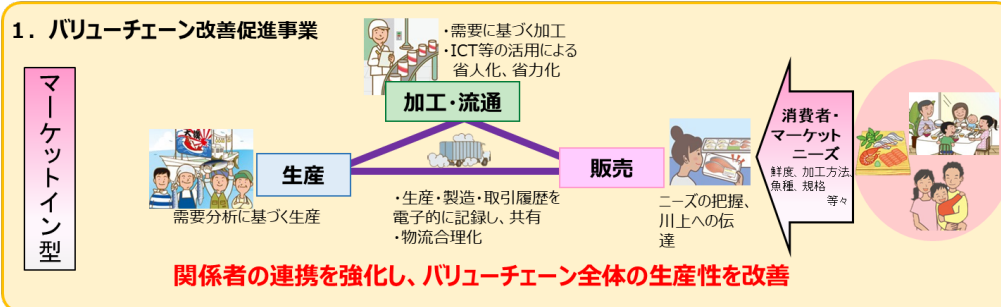 1．バリューチェーン改善促進事業
マーケットイン型
・需要に基づく加工
・ICT等の活用による
省人化、省力化
加工・流通
大漁
生産
需要分析に基づく生産
・生産・製造・取引履歴を
電子的に記録し、共有
・物流合理化
販売
ニーズの把握、
川上への伝
達
消費者・
マーケット
ニーズ
鮮度、加工方法、
魚種、規格
等々
関係者の連携を強化し、バリューチェーン全体の生産性を改善